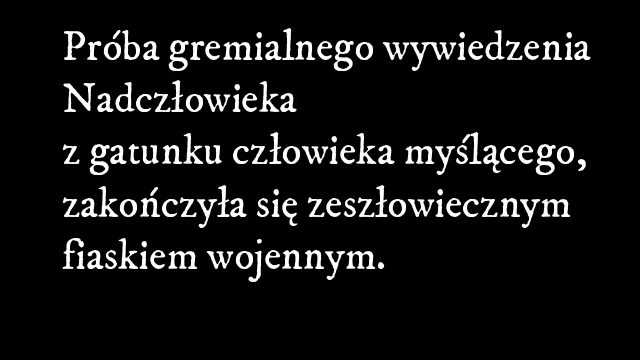 Próba gremialnego wywiedzenia
Nadczłowieka
z gatunku człowieka myślącego,
zakończyła się zeszłowiecznym
fiaskiem wojennym.